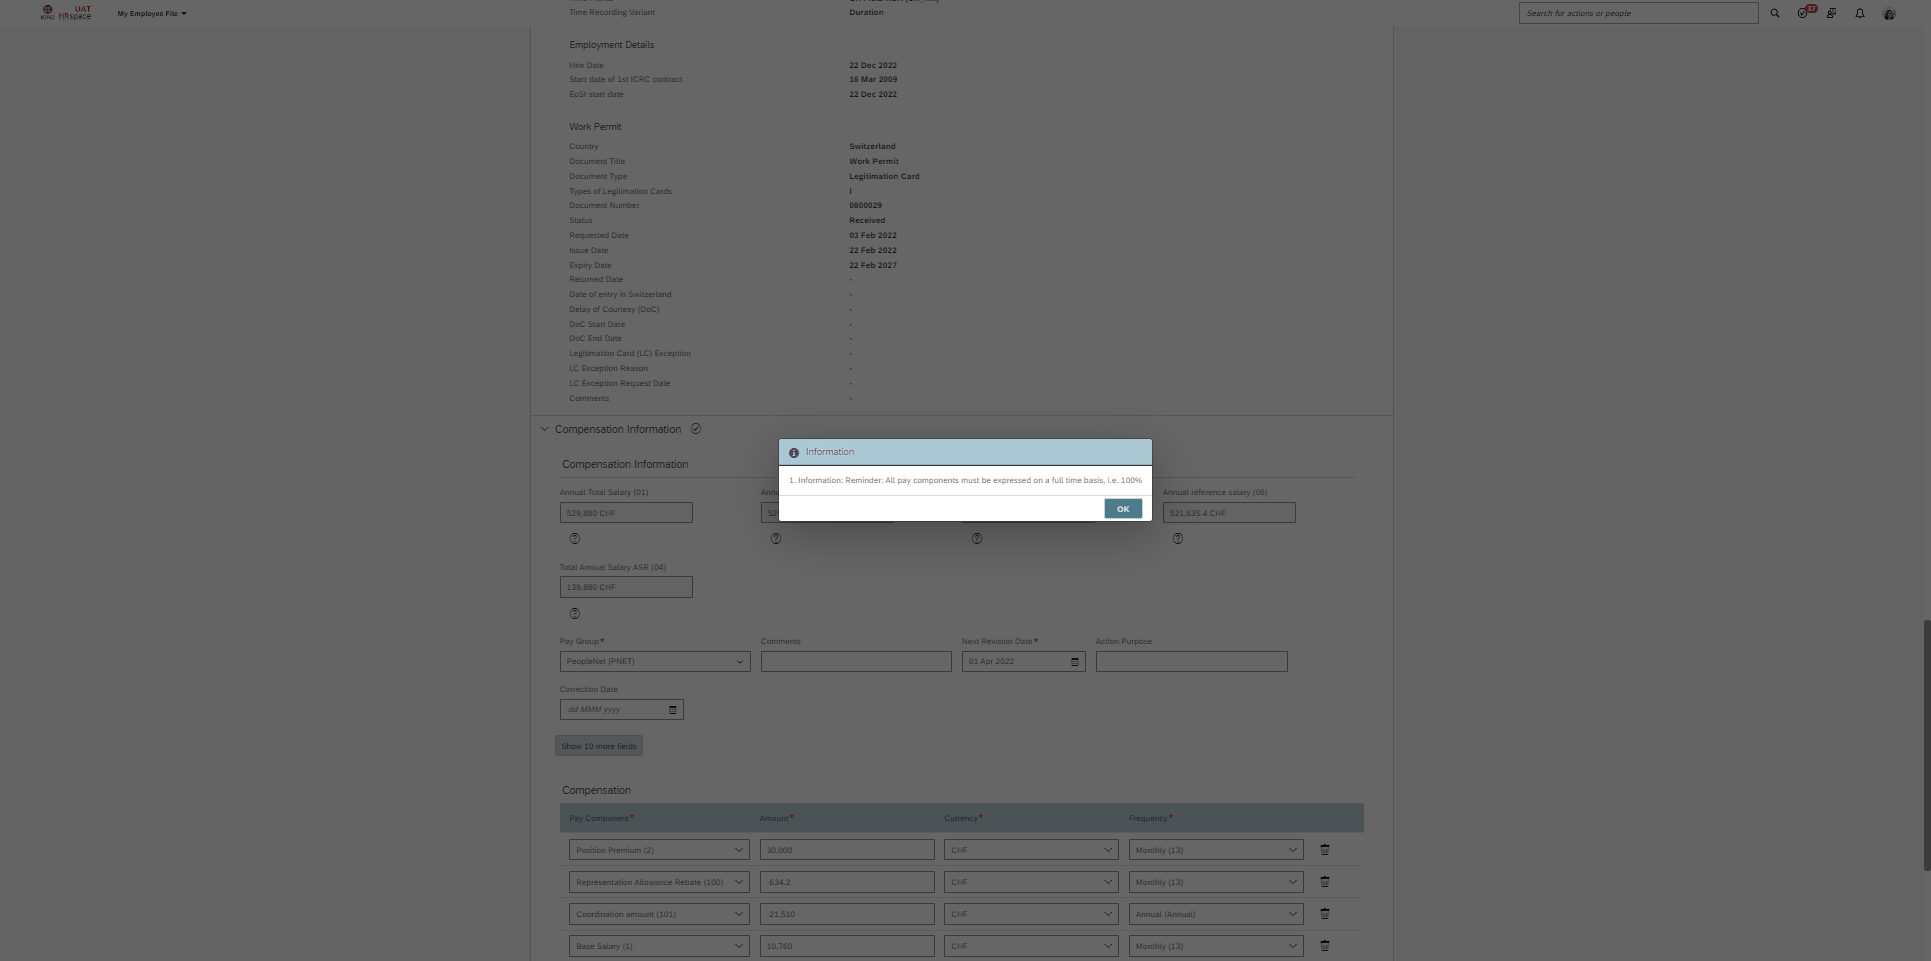 ICRC UAT HRspace My Employee File Search for actions or people 37
Time Recording Variant Duration
Employment Details
Hire Date 22 Dec 2022
Start date of 1st ICRC contract 16 Mar 2009
EoSI start date 22 Dec 2022
Work Permit
Country Switzerland
Document Title Work Permit
Document Type Legitimation Card
Types of Legitimation Cards I
Document Number 0800029
Status Received
Requested Date 03 Feb 2022
Issue Date 22 Feb 2022
Expiry Date 22 Feb 2027
Returned Date -
Date of entry in Switzerland -
Delay of Courtesy (DoC) -
DoC Start Date -
DoC End Date -
Legitimation Card (LC) Exception -
LC Exception Reason -
LC Exception Request Date -
Comments -
Compensation Information
Information
Compensation Information
1. Information: Reminder: All pay components must be expressed on a full time basis, i.e. 100%
OK
Annual Total Salary (01) Annual reference salary (06)
529,880 CHF 521,635.4 CHF
Total Annual Salary ASR (04)
139,880 CHF
Pay Group* Comments Next Revision Date* Action Purpose
PeopleNet (PNET) 01 Apr 2022
Correction Date
dd MMM yyyy
Show 10 more fields
Compensation
Pay Component* Amount* Currency* Frequency*
Position Premium (2) 30,000 CHF Monthly (13)
Representation Allowance Rebate (100) -634.2 CHF Monthly (13)
Coordination amount (101) -21,510 CHF Annual (Annual)
Base Salary (1) 10,760 CHF Monthly (13)